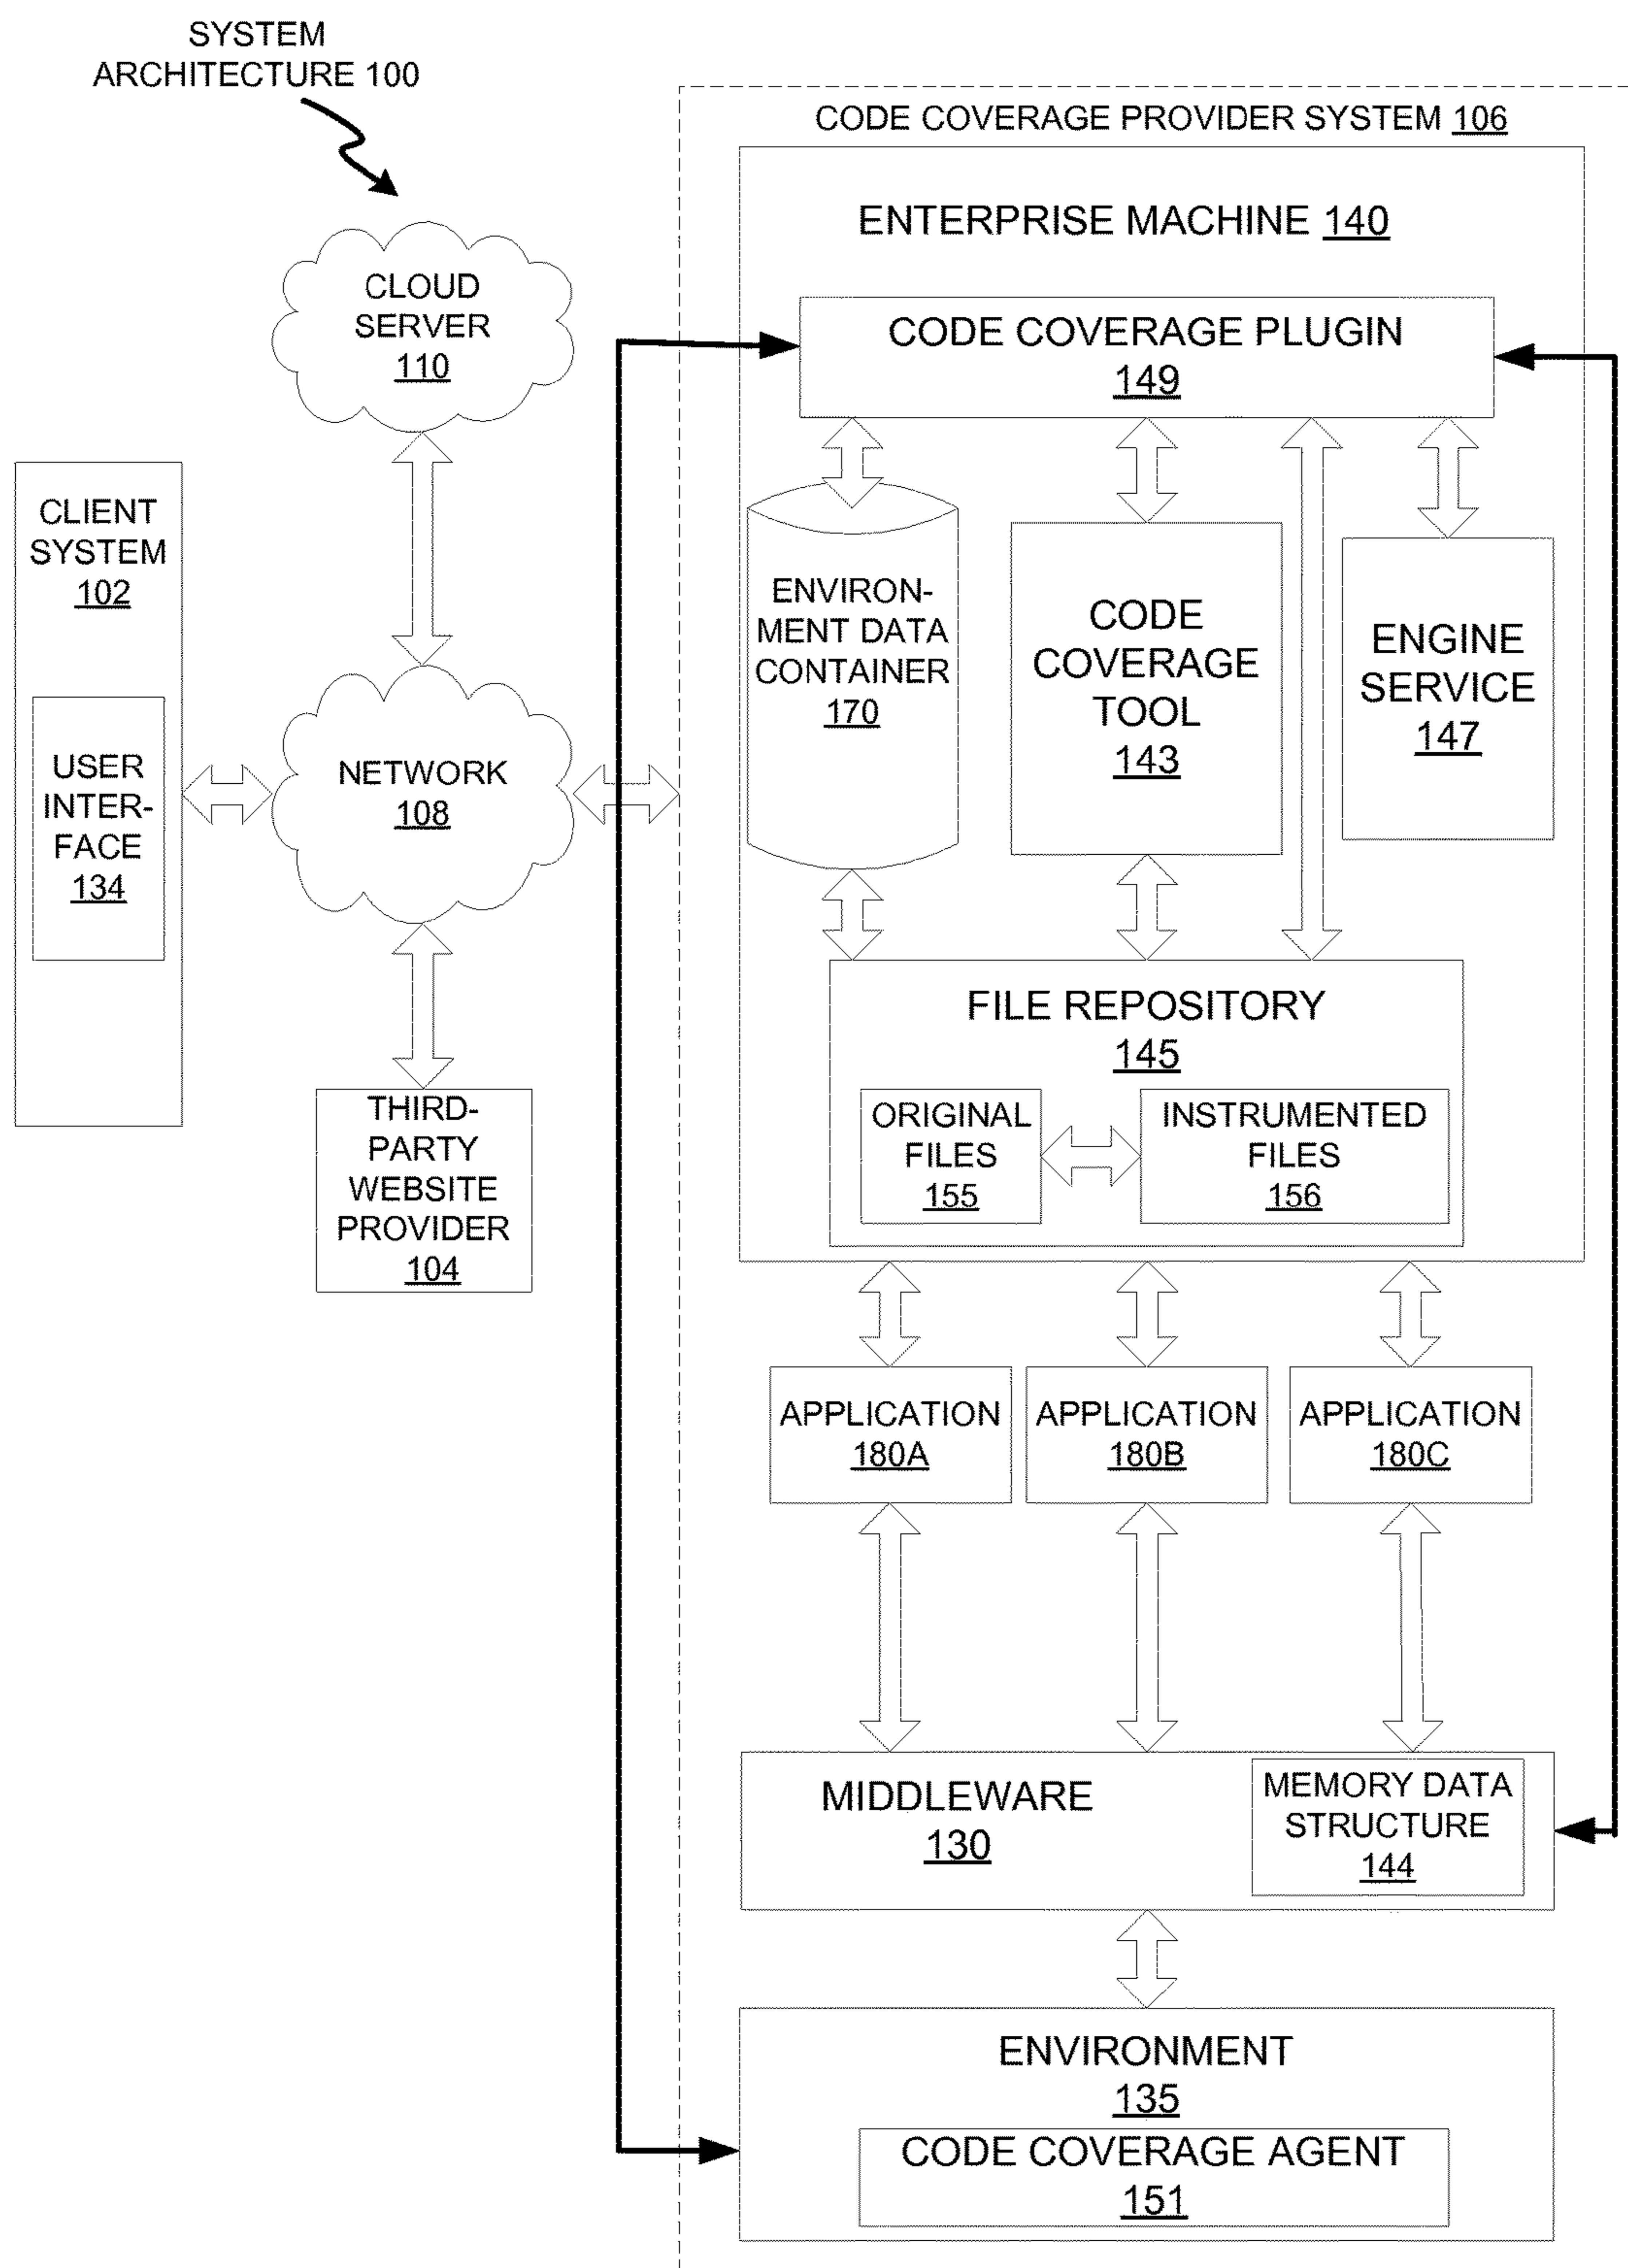 SYSTEM
ARCHITECTURE 100
CODE COVERAGE PROVIDER SYSTEM 106
ENTERPRISE MACHINE 140
CLOUD
SERVER
110
CODE COVERAGE PLUGIN
149
CLIENT
SYSTEM
102
USER
INTER-
FACE
134
NETWORK
108
THIRD-
PARTY
WEBSITE
PROVIDER
104
ENVIRON-
MENT DATA
CONTAINER
170
CODE
COVERAGE
TOOL
143
ENGINE
SERVICE
147
FILE REPOSITORY
145
ORIGINAL
FILES
155
INSTRUMENTED
FILES
156
APPLICATION
180A
APPLICATION
180B
APPLICATION
180C
MIDDLEWARE
130
MEMORY DATA
STRUCTURE
144
ENVIRONMENT
135
CODE COVERAGE AGENT
151